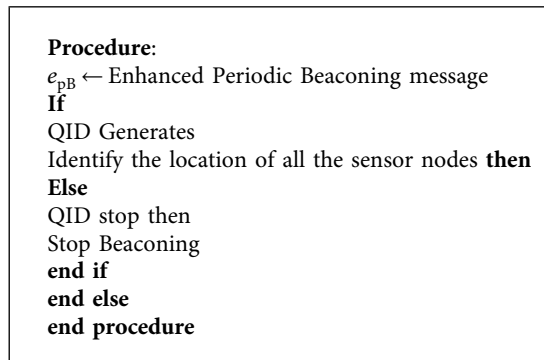 Procedure:
e_pB ← Enhanced Periodic Beaconing message
If
QID Generates
Identify the location of all the sensor nodes then
Else
QID stop then
Stop Beaconing
end if
end else
end procedure